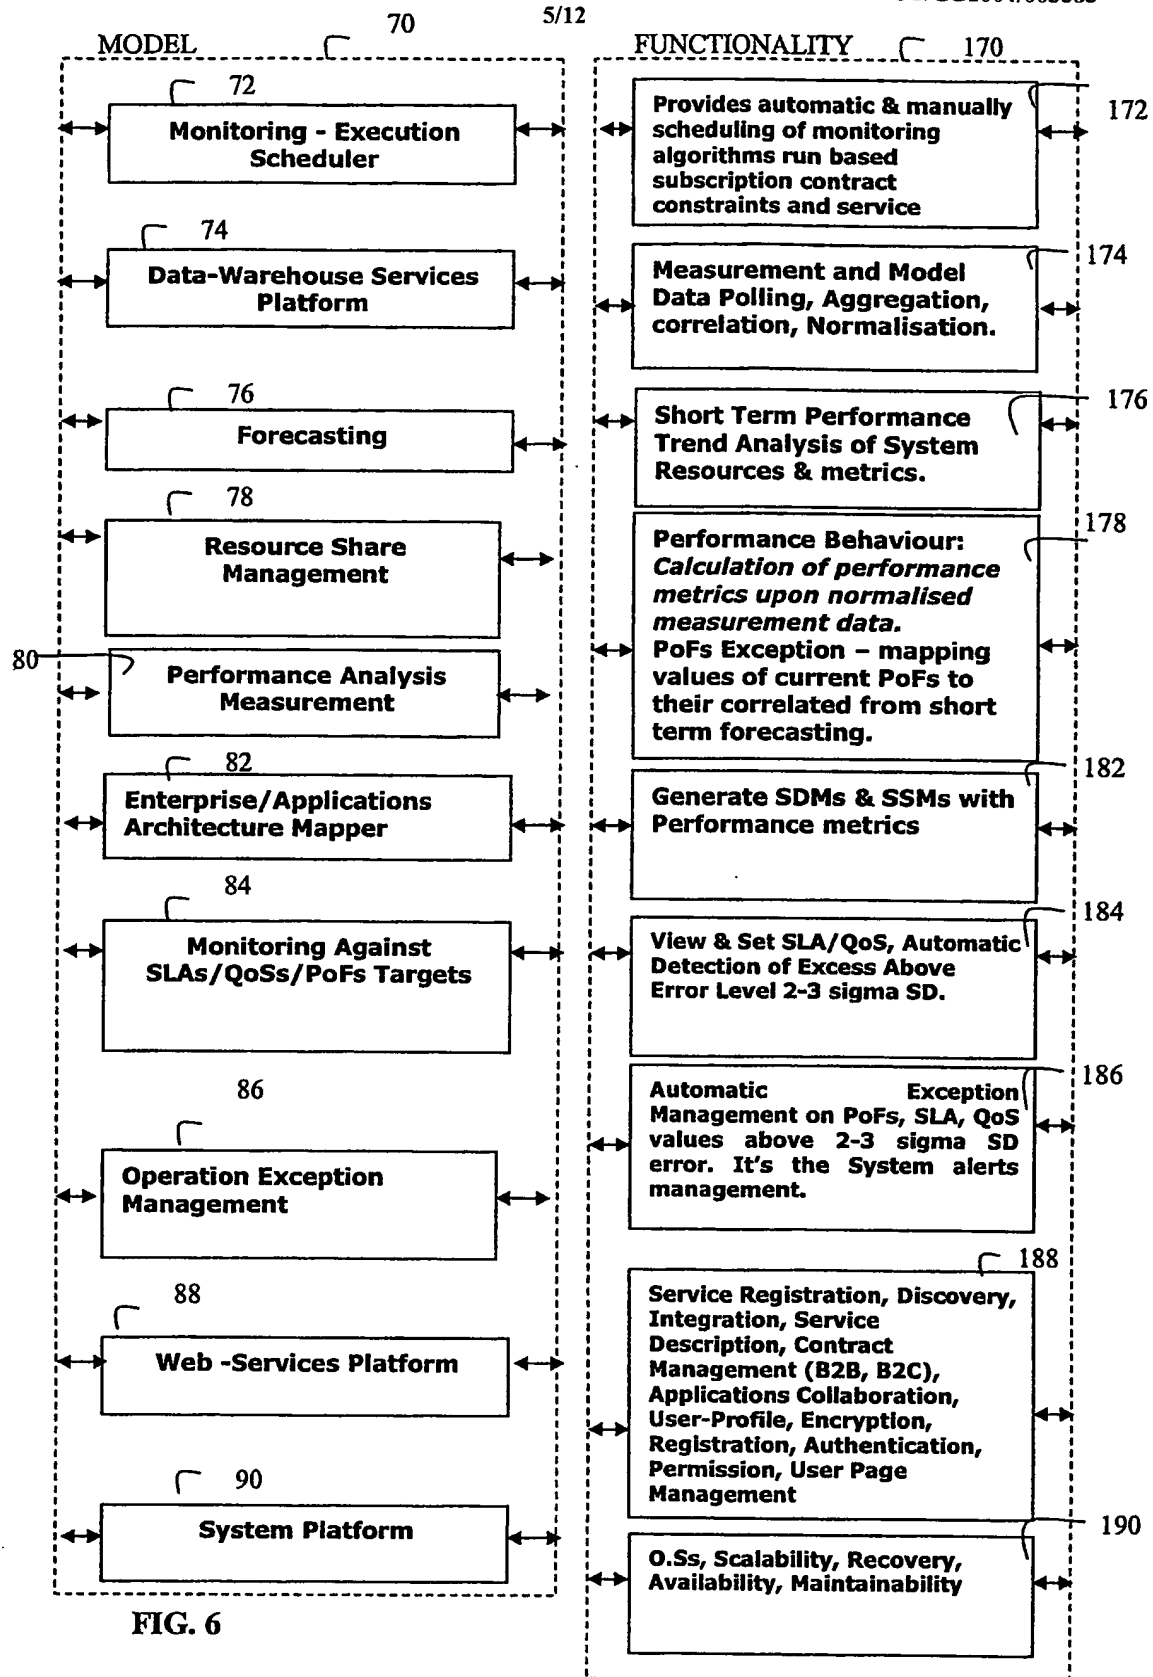 5/12
MODEL
70
72
Monitoring - Execution
Scheduler
74
Data-Warehouse Services
Platform
76
Forecasting
78
Resource Share
Management
80
Performance Analysis
Measurement
82
Enterprise/Applications
Architecture Mapper
84
Monitoring Against
SLAs/QoSs/PoFs Targets
86
Operation Exception
Management
88
Web -Services Platform
90
System Platform
FIG. 6
FUNCTIONALITY
170
Provides automatic & manually
scheduling of monitoring
algorithms run based
subscription contract
constraints and service
172
Measurement and Model
Data Polling, Aggregation,
correlation, Normalisation.
174
Short Term Performance
Trend Analysis of System
Resources & metrics.
176
Performance Behaviour:
Calculation of performance
metrics upon normalised
measurement data.
PoFs Exception – mapping
values of current PoFs to
their correlated from short
term forecasting.
178
Generate SDMs & SSMs with
Performance metrics
182
View & Set SLA/QoS, Automatic
Detection of Excess Above
Error Level 2-3 sigma SD.
184
Automatic Exception
Management on PoFs, SLA, QoS
values above 2-3 sigma SD
error. It's the System alerts
management.
186
Service Registration, Discovery,
Integration, Service
Description, Contract
Management (B2B, B2C),
Applications Collaboration,
User-Profile, Encryption,
Registration, Authentication,
Permission, User Page
Management
188
O.Ss, Scalability, Recovery,
Availability, Maintainability
190